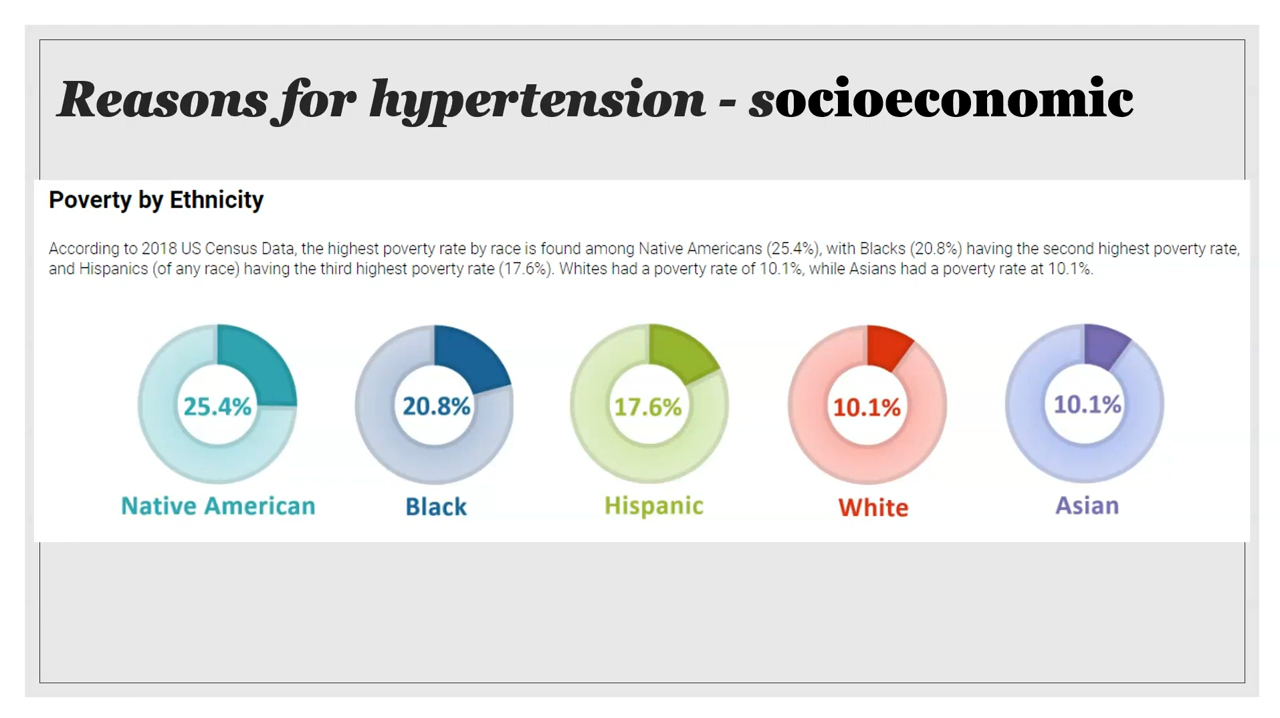 Reasons for hypertension - socioeconomic
Poverty by Ethnicity
According to 2018 US Census Data, the highest poverty rate by race is found among Native Americans (25.4%), with Blacks (20.8%) having the second highest poverty rate,
and Hispanics (of any race) having the third highest poverty rate (17.6%). Whites had a poverty rate of 10.1%, while Asians had a poverty rate at 10.1%.
25.4%
20.8%
17.6%
10.1%
10.1%
Native American
Black
Hispanic
White
Asian